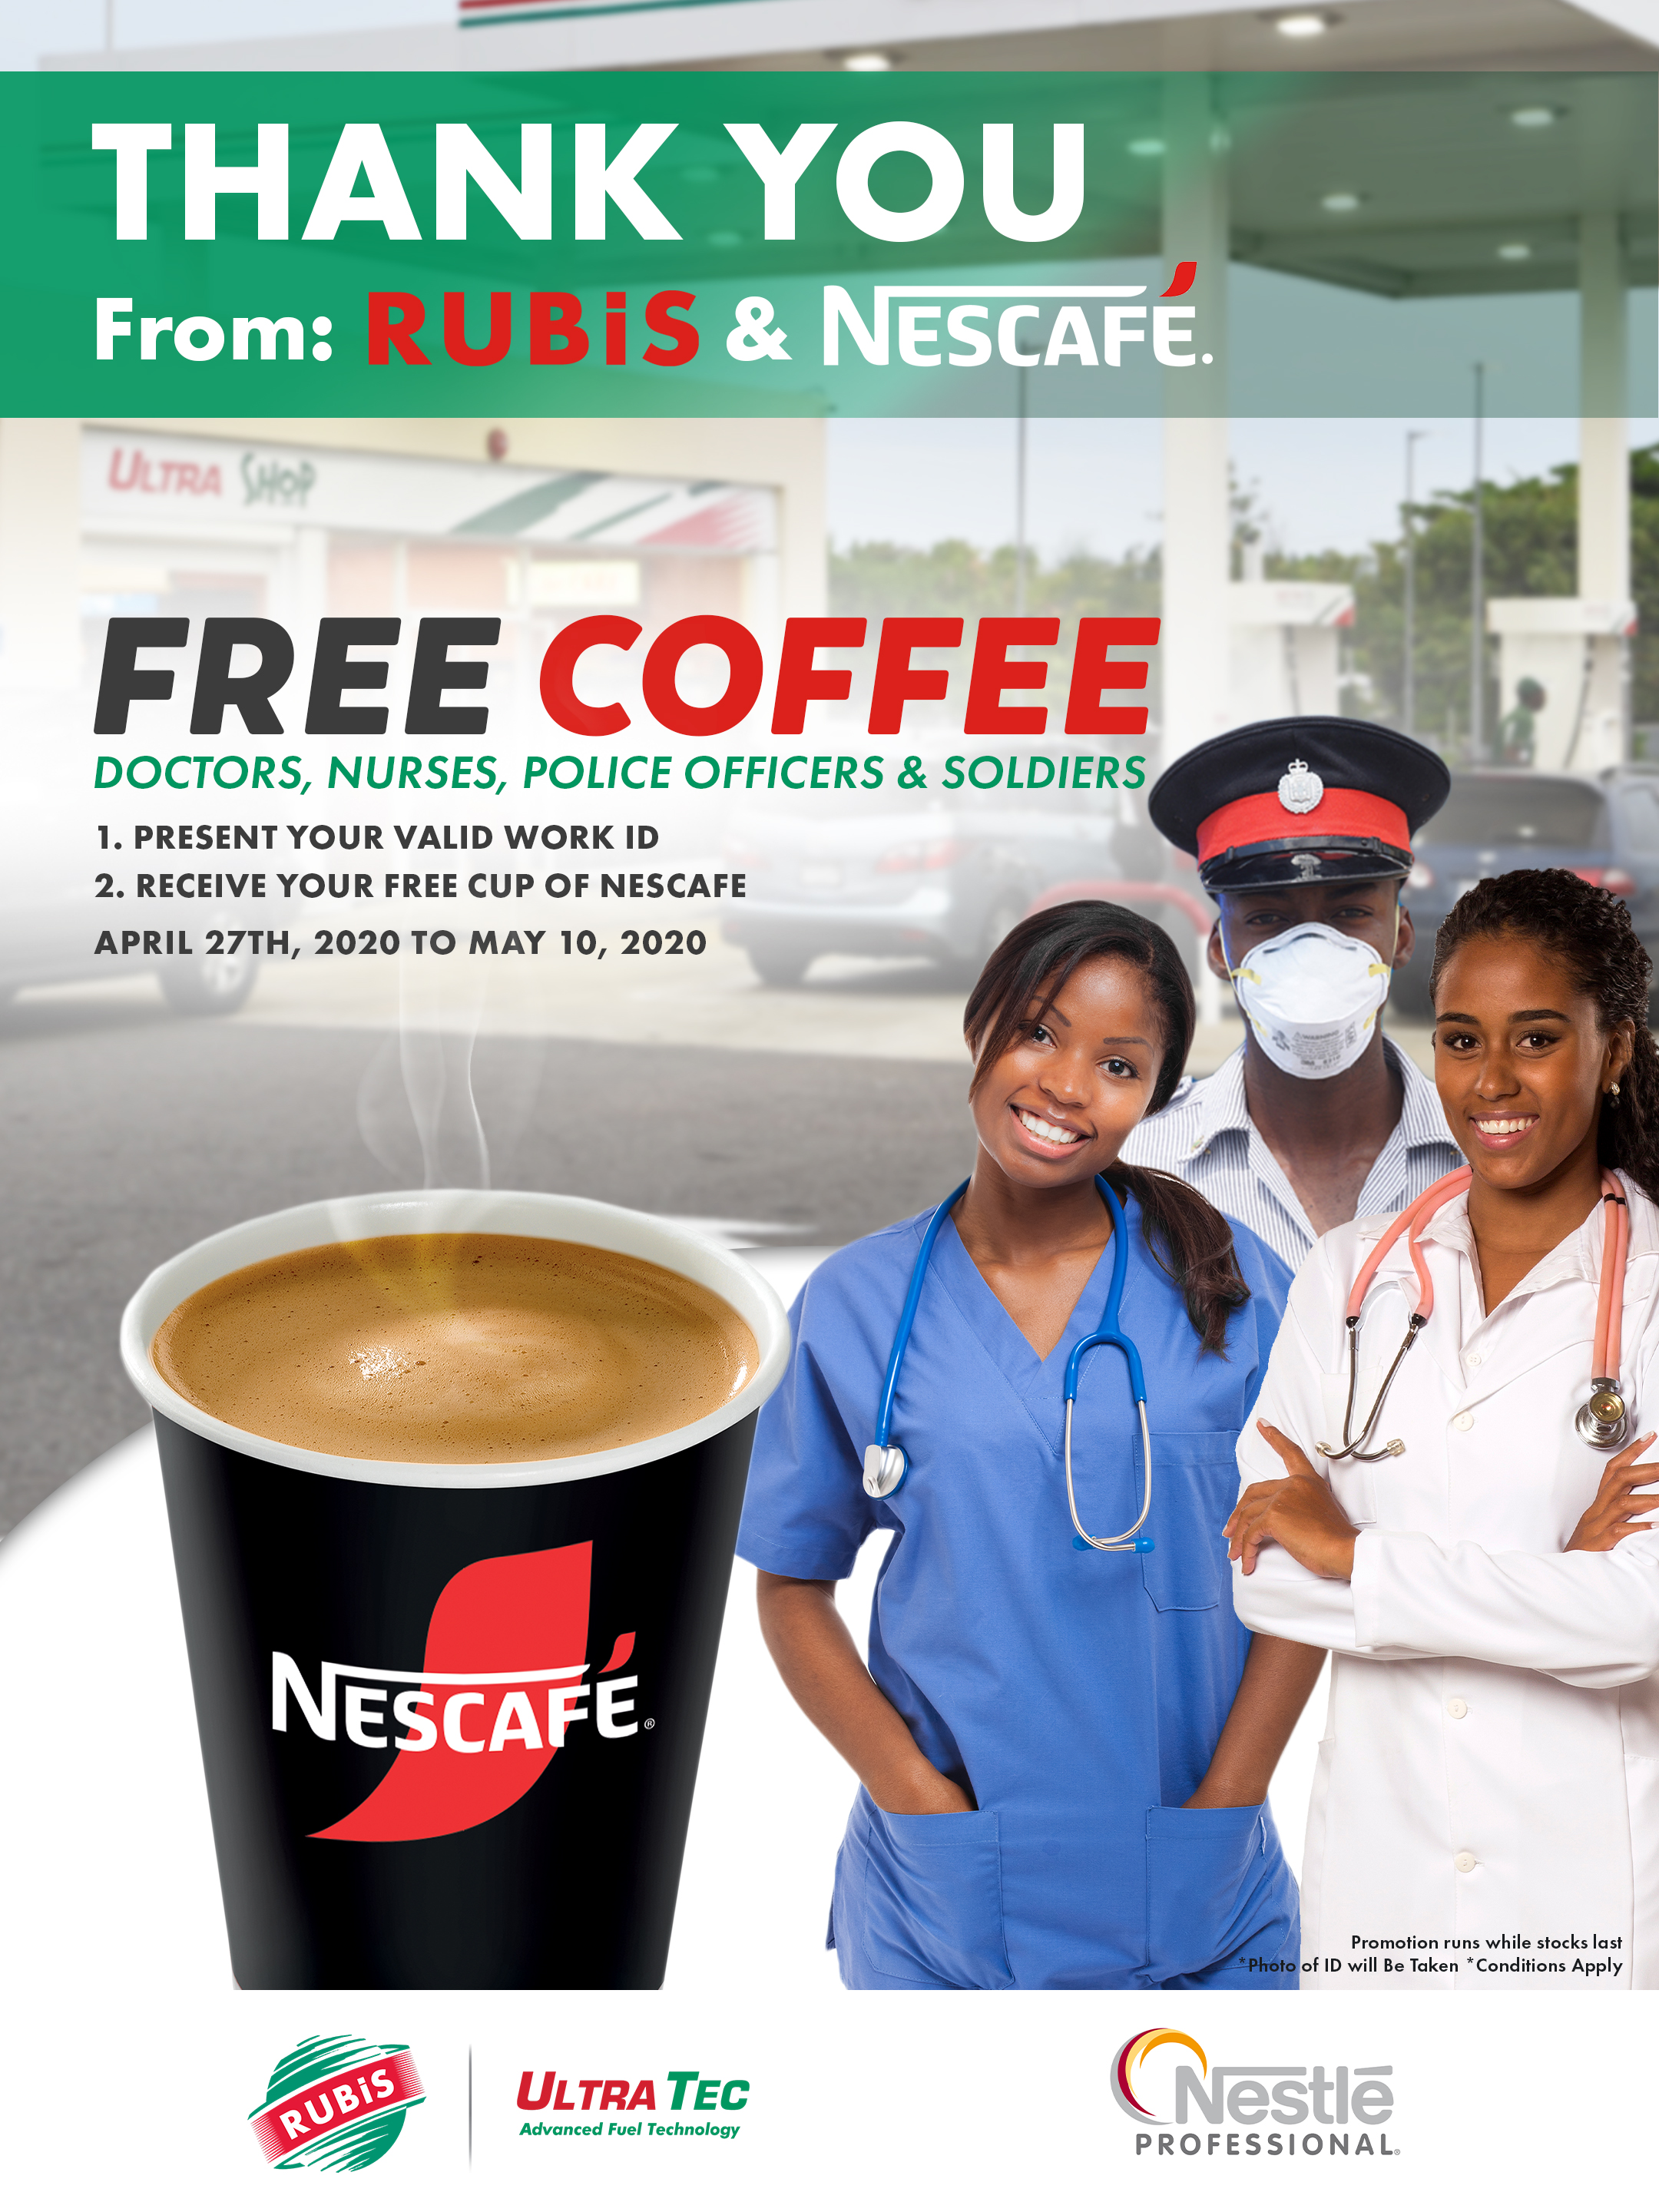 THANK YOU
From: RUBiS & NESCAFÉ.
ULTRA SHOP
FREE COFFEE
DOCTORS, NURSES, POLICE OFFICERS & SOLDIERS
1. PRESENT YOUR VALID WORK ID
2. RECEIVE YOUR FREE CUP OF NESCAFE
APRIL 27TH, 2020 TO MAY 10, 2020
WARNING
NESCAFÉ.®
Promotion runs while stocks last
*Photo of ID will Be Taken *Conditions Apply
RUBiS
ULTRA TEC
Advanced Fuel Technology
Nestlé
PROFESSIONAL®